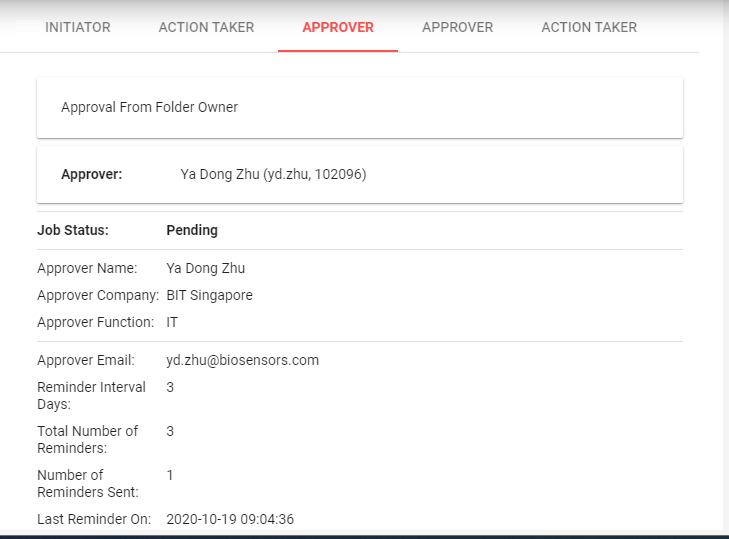 INITIATOR ACTION TAKER APPROVER APPROVER ACTION TAKER
Approval From Folder Owner
Approver: Ya Dong Zhu (yd.zhu, 102096)
Job Status: Pending
Approver Name: Ya Dong Zhu
Approver Company: BIT Singapore
Approver Function: IT
Approver Email: yd.zhu@biosensors.com
Reminder Interval 3
Days:
Total Number of 3
Reminders:
Number of 1
Reminders Sent:
Last Reminder On: 2020-10-19 09:04:36